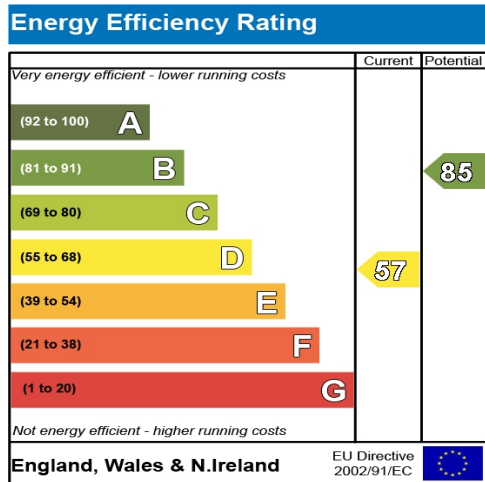 Energy Efficiency Rating
Current Potential
Very energy efficient - lower running costs
(92 to 100) A
(81 to 91) B
85
(69 to 80) C
(55 to 68) D
57
(39 to 54) E
(21 to 38) F
(1 to 20) G
Not energy efficient - higher running costs
England, Wales & N.Ireland
EU Directive
2002/91/EC